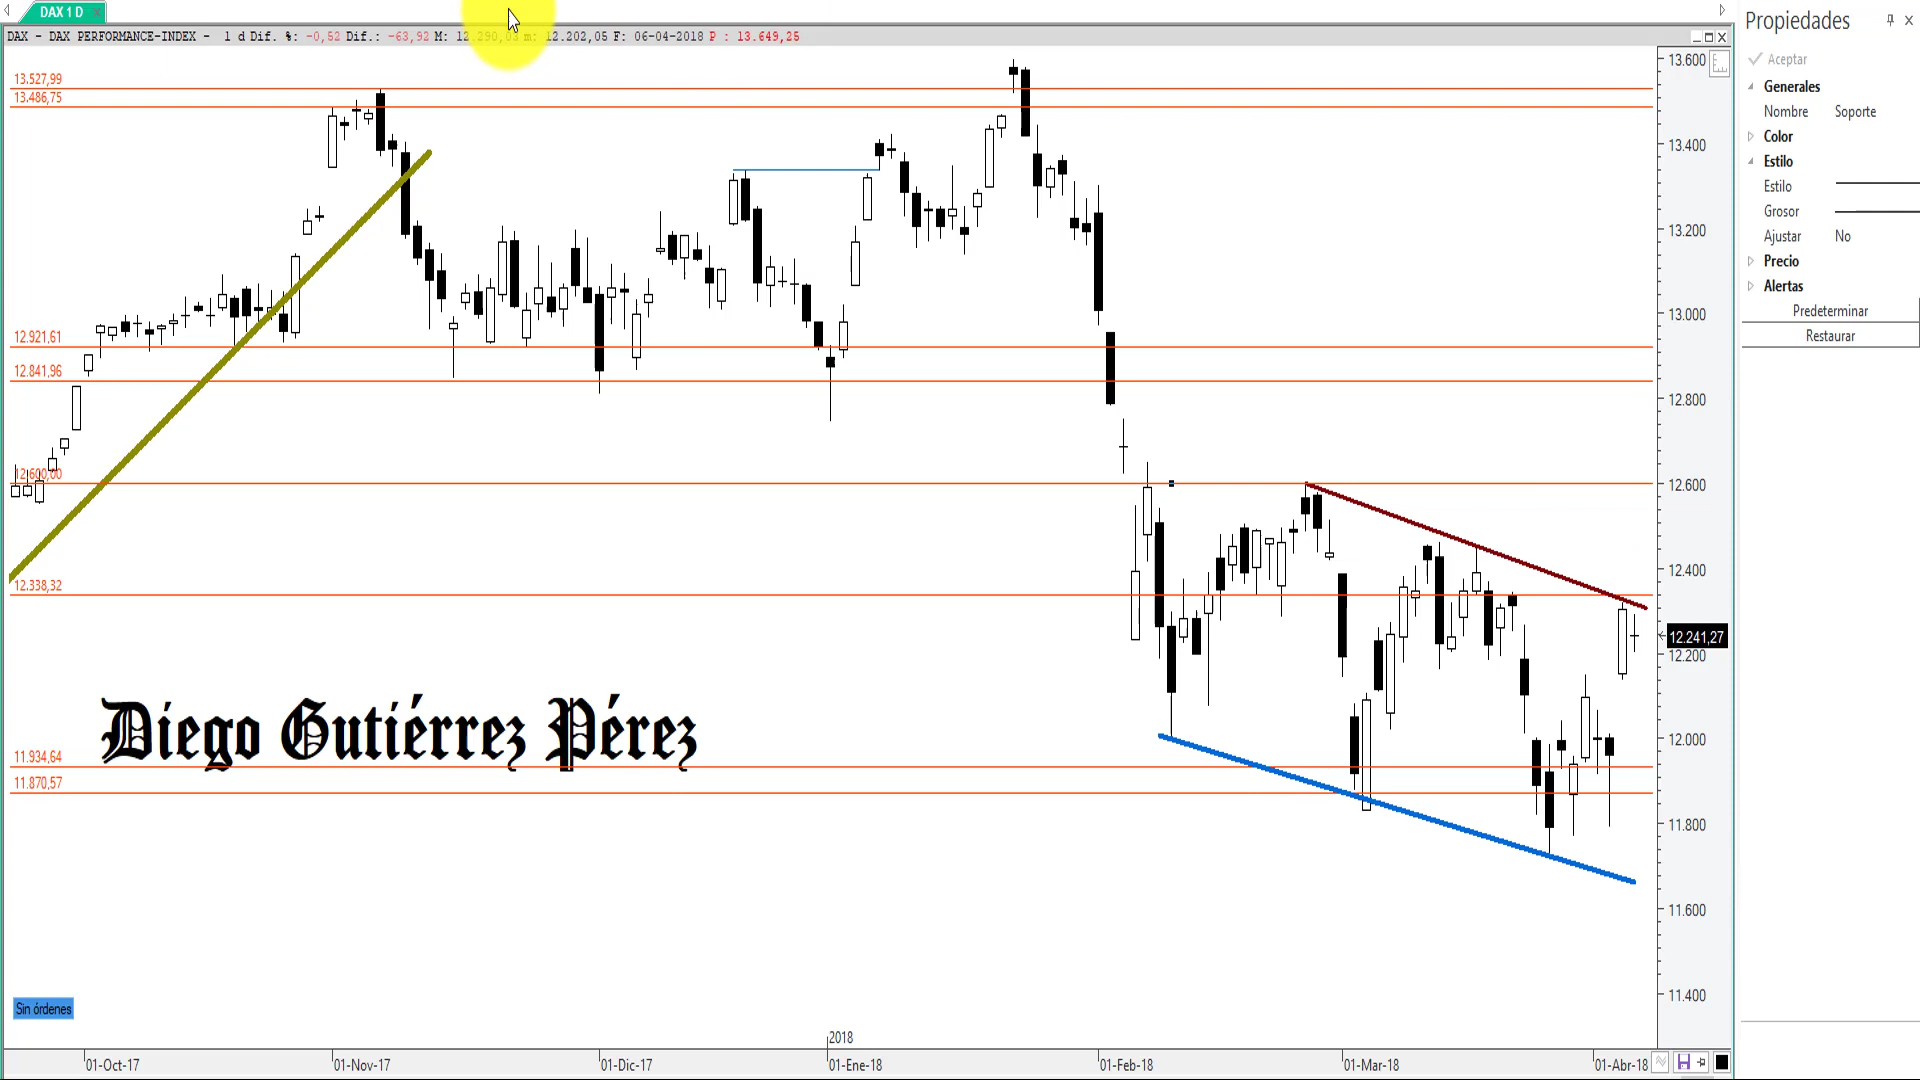 DAX 1 D
DAX - DAX PERFORMANCE-INDEX - 1 d Dif. %: -0,52 Dif.: -63,92 M: 12.290,03 m: 12.202,05 F: 06-04-2018 P : 13.649,25
13.527,99
13.486,75
12.921,61
12.841,96
12.600,00
12.338,32
11.934,64
11.870,57
Diego Gutiérrez Pérez
Sin órdenes
13.600
13.400
13.200
13.000
12.800
12.600
12.400
12.241,27
12.200
12.000
11.800
11.600
11.400
2018
01-Oct-17
01-Nov-17
01-Dic-17
01-Ene-18
01-Feb-18
01-Mar-18
01-Abr-18
Propiedades
Aceptar
Generales
Nombre Soporte
Color
Estilo
Estilo
Grosor
Ajustar No
Precio
Alertas
Predeterminar
Restaurar